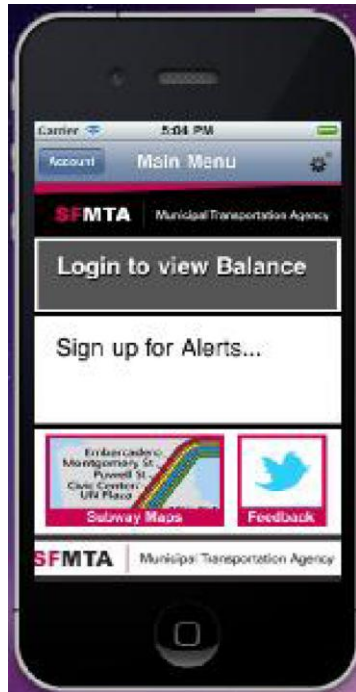 Carrier 5:04 PM
Account Main Menu
SFMTA Municipal Transportation Agency
Login to view Balance
Sign up for Alerts...
Embarcadero
Montgomery St
Powell St
Civic Center
UN Plaza
Subway Maps
Feedback
SFMTA Municipal Transportation Agency